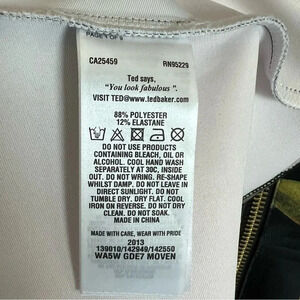 PAGE 1 OF 5
CA25459 RN95229
Ted says,
"You look fabulous ".
VISIT TED@www.tedbaker.com
88% POLYESTER
12% ELASTANE
DO NOT USE PRODUCTS
CONTAINING BLEACH, OIL OR
ALCOHOL. COOL HAND WASH
SEPARATELY AT 30C, INSIDE
OUT. DO NOT WRING. RE-SHAPE
WHILST DAMP. DO NOT LEAVE IN
DIRECT SUNLIGHT. DO NOT
TUMBLE DRY. DRY FLAT. COOL
IRON ON REVERSE. DO NOT DRY
CLEAN. DO NOT SOAK.
MADE IN CHINA
MADE WITH CARE, WEAR WITH PRIDE
2013
139010/142949/142550
WA5W GDE7 MOVEN